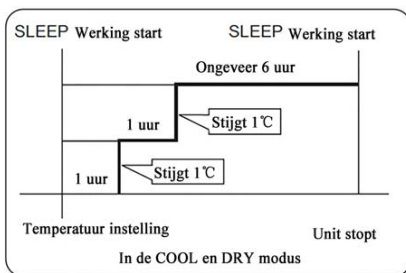 SLEEP Werking start
SLEEP Werking start
Ongeveer 6 uur
1 uur
Stijgt 1℃
1 uur
Stijgt 1℃
Temperatuur instelling
Unit stopt
In de COOL en DRY modus